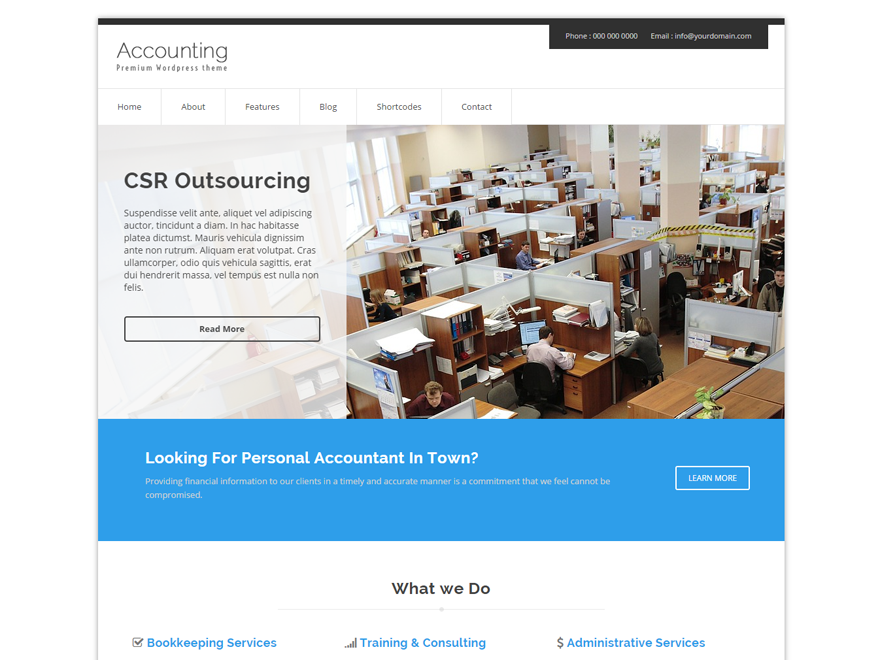 Accounting
Premium Wordpress theme
Phone : 000 000 0000 Email : info@yourdomain.com
Home About Features Blog Shortcodes Contact
CSR Outsourcing
Suspendisse velit ante, aliquet vel adipiscing
auctor, tincidunt a diam. In hac habitasse
platea dictumst. Mauris vehicula dignissim
ante non rutrum. Aliquam erat volutpat. Cras
ullamcorper, odio quis vehicula sagittis, erat
dui hendrerit massa, vel tempus est nulla non
felis.
Read More
Looking For Personal Accountant In Town?
Providing financial information to our clients in a timely and accurate manner is a commitment that we feel cannot be
compromised.
LEARN MORE
What we Do
Bookkeeping Services Training & Consulting $ Administrative Services